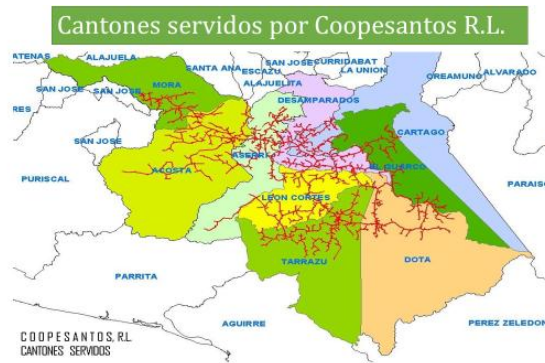 Cantones servidos por Coopesantos R.L.
ATENAS
ALAJUELA
SANTA ANA
SAN JOSE
CURRIDABAT
ESCAZU
LA UNION
ALAJUELITA
MORA
OREAMUNO
ALVARADO
SAN JOSE
SAN JOSE
DESAMPARADOS
RES
CARTAGO
SAN JOSE
ASERRI
ACOSTA
EL GUARCO
PURISCAL
PARAIS
LEON CORTES
TARRAZU
DOTA
PARRITA
AGUIRRE
PEREZ ZELEDON
COOPESANTOS, R.L.
CANTONES SERVIDOS